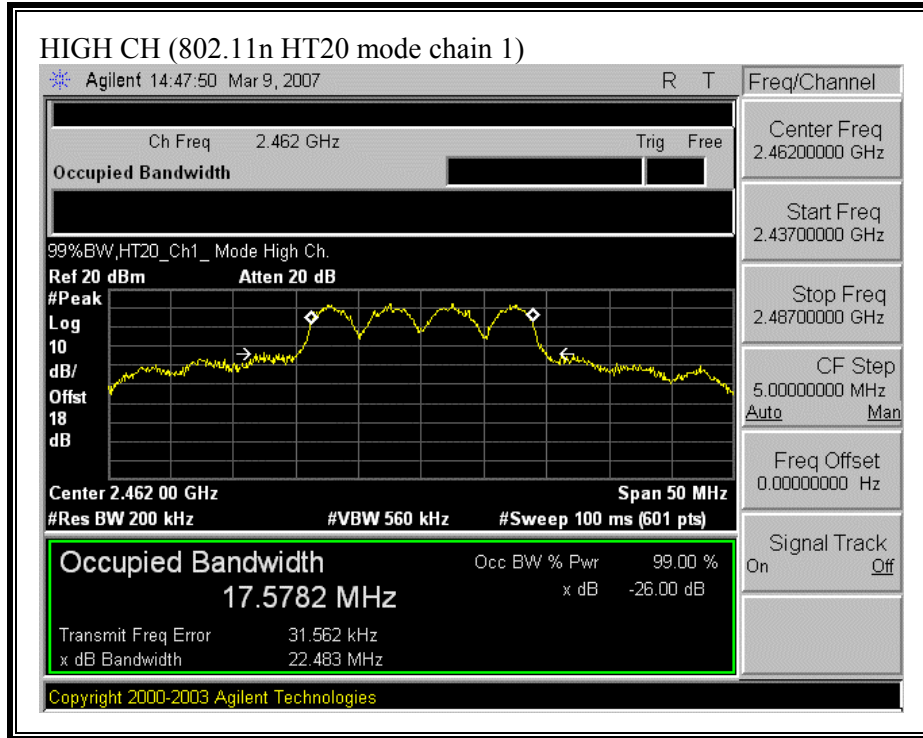 HIGH CH (802.11n HT20 mode chain 1)
Agilent 14:47:50 Mar 9, 2007 R T
Freq/Channel
Ch Freq 2.462 GHz Trig Free
Occupied Bandwidth
Center Freq
2.46200000 GHz
Start Freq
2.43700000 GHz
Stop Freq
2.48700000 GHz
CF Step
5.00000000 MHz
Auto Man
Freq Offset
0.00000000 Hz
Signal Track
On Off
99%BW,HT20_Ch1_ Mode High Ch.
Ref 20 dBm Atten 20 dB
#Peak
Log
10
dB/
Offst
18
dB
Center 2.462 00 GHz Span 50 MHz
#Res BW 200 kHz #VBW 560 kHz #Sweep 100 ms (601 pts)
Occupied Bandwidth Occ BW % Pwr 99.00 %
17.5782 MHz x dB -26.00 dB
Transmit Freq Error 31.562 kHz
x dB Bandwidth 22.483 MHz
Copyright 2000-2003 Agilent Technologies